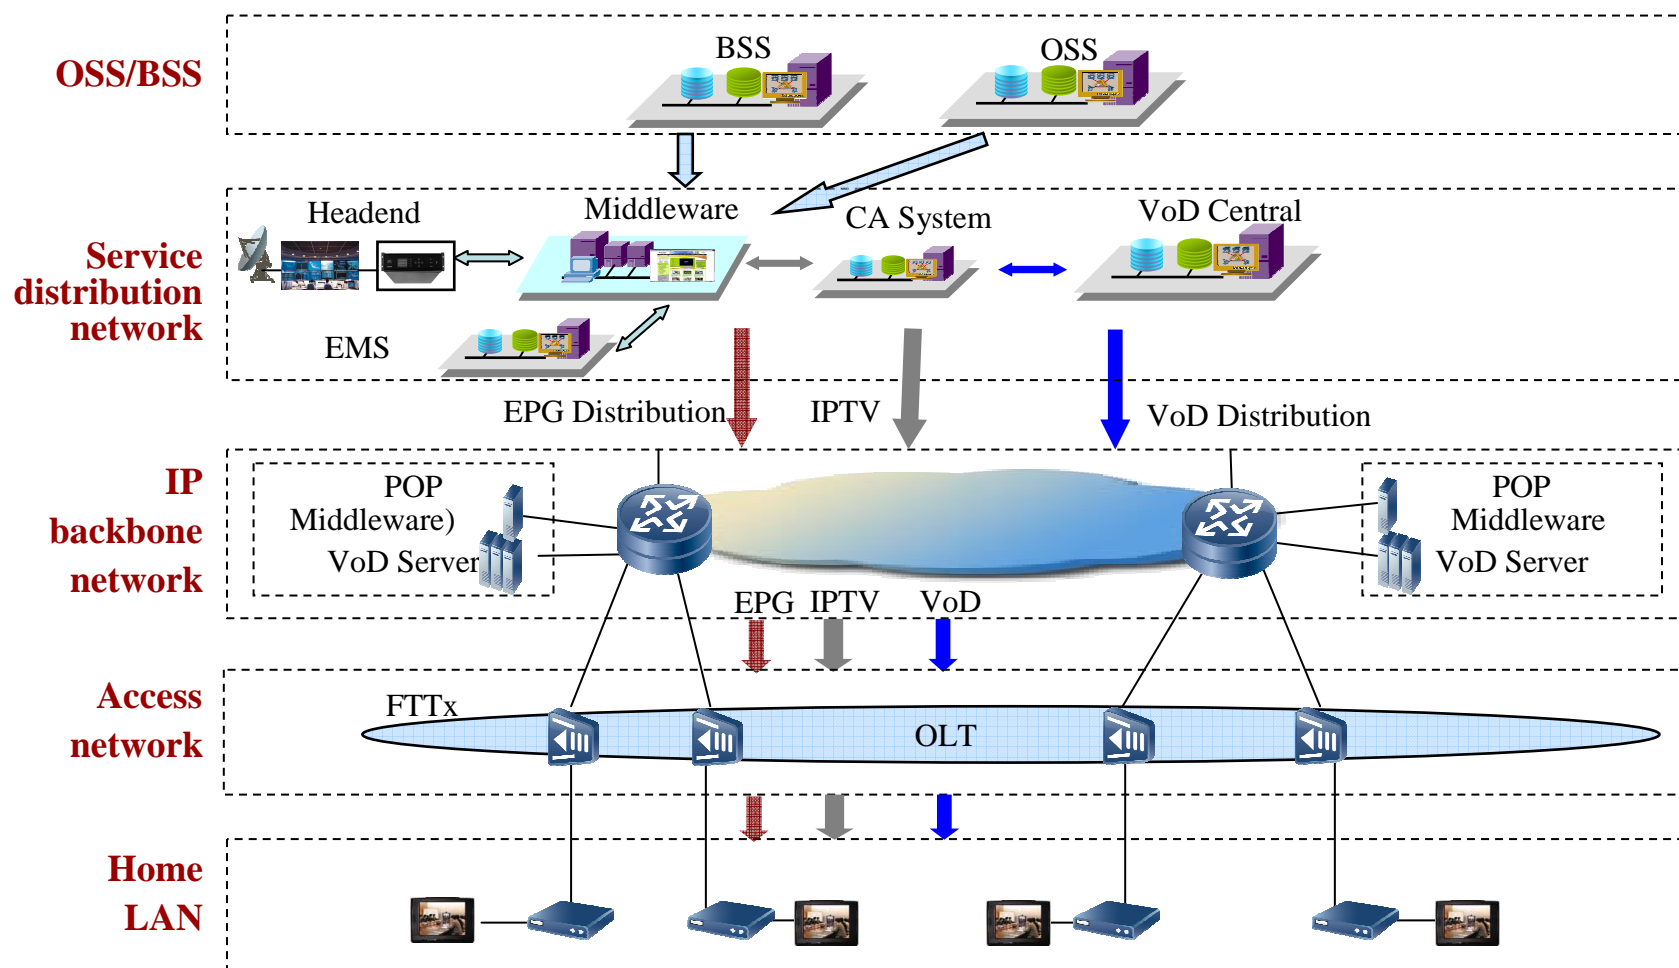 BSS
OSS
OSS/BSS
Headend
Middleware
CA System
VoD Central
Service
distribution
network
EMS
EPG Distribution
IPTV
VoD Distribution
IP
backbone
network
POP
Middleware)
VoD Server
POP
Middleware
VoD Server
EPG
IPTV
VoD
Access
network
FTTx
OLT
Home
LAN